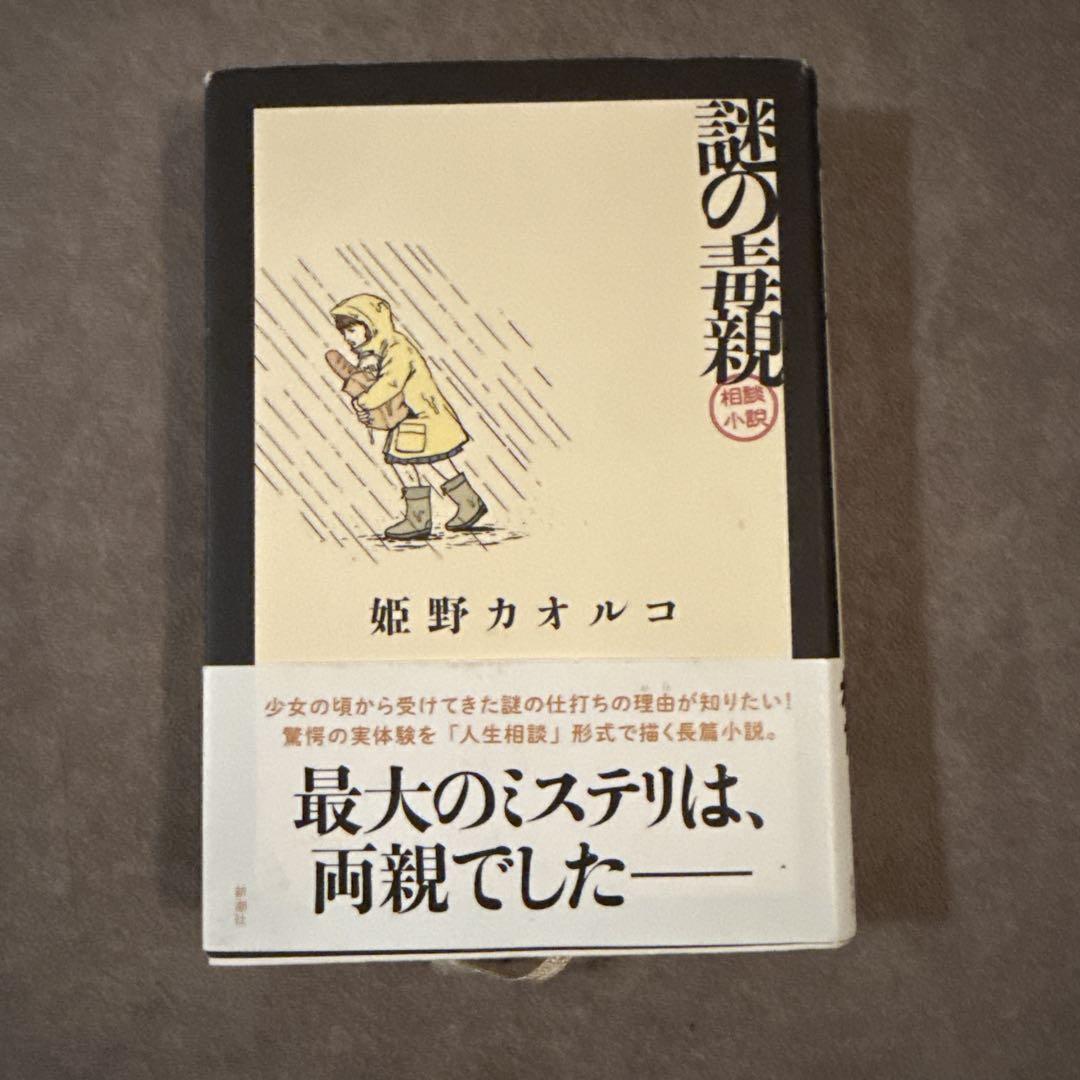 謎の毒親
相談
小説
姫野カオルコ
少女の頃から受けてきた謎の仕打ちの理由が知りたい!
驚愕の実体験を「人生相談」形式で描く長篇小説。
最大のミステリは、
両親でした――
新潮社